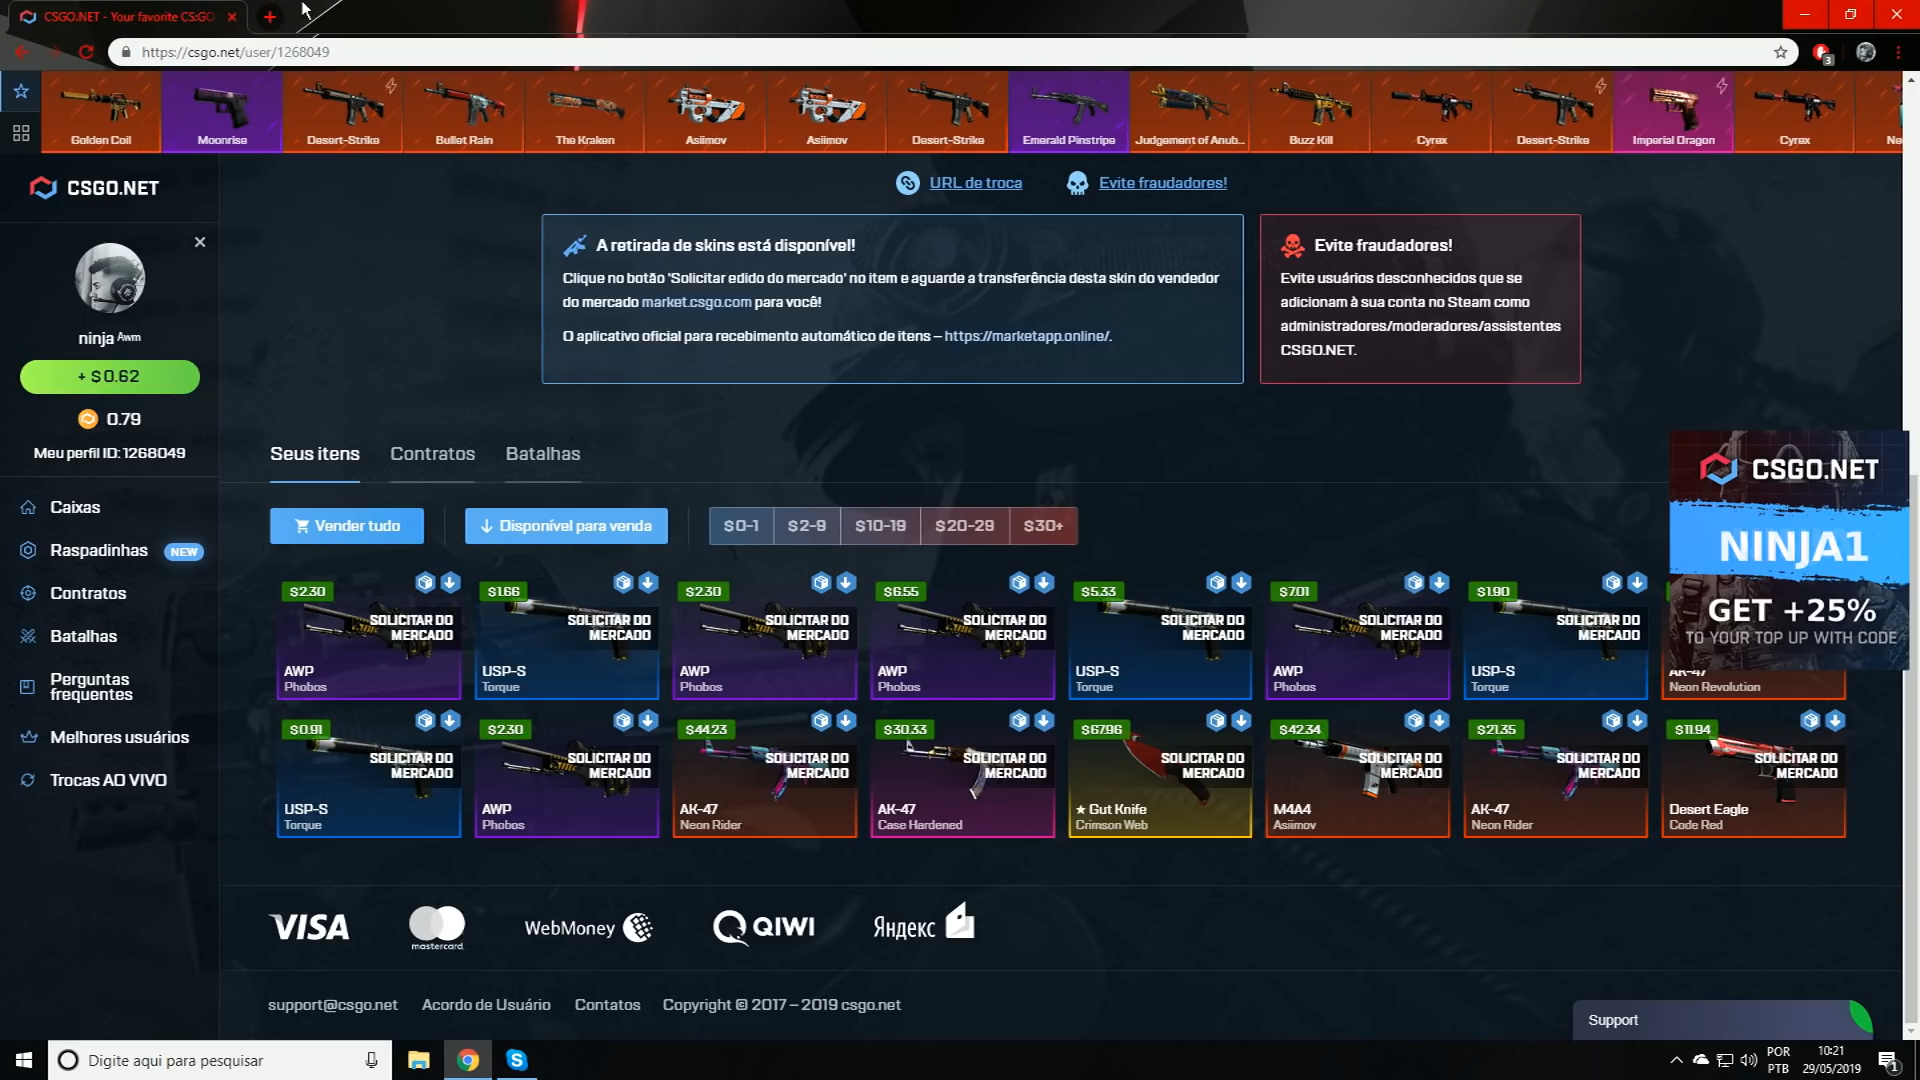 CSGO.NET - Your favorite CS:GO
https://csgo.net/user/1268049
3
Golden Coil
Moonrise
Desert-Strike
Bullet Rain
The Kraken
Asiimov
Asiimov
Desert-Strike
Emerald Pinstripe
Judgement of Anub...
Buzz Kill
Cyrex
Desert-Strike
Imperial Dragon
Cyrex
Ne
CSGO.NET
URL de troca
Evite fraudadores!
A retirada de skins está disponível!
Clique no botão 'Solicitar edido do mercado' no item e aguarde a transferência desta skin do vendedor
do mercado market.csgo.com para você!
O aplicativo oficial para recebimento automático de itens – https://marketapp.online/.
Evite fraudadores!
Evite usuários desconhecidos que se
adicionam à sua conta no Steam como
administradores/moderadores/assistentes
CSGO.NET.
ninja Awm
+ $0.62
0.79
Meu perfil ID: 1268049
Caixas
Raspadinhas NEW
Contratos
Batalhas
Perguntas
frequentes
Melhores usuários
Trocas AO VIVO
Seus itens
Contratos
Batalhas
Vender tudo
Disponível para venda
$0-1
$2-9
$10-19
$20-29
$30+
CSGO.NET
NINJA1
GET +25%
TO YOUR TOP UP WITH CODE
$2.30
SOLICITAR DO
MERCADO
AWP
Phobos
$1.66
SOLICITAR DO
MERCADO
USP-S
Torque
$2.30
SOLICITAR DO
MERCADO
AWP
Phobos
$6.55
SOLICITAR DO
MERCADO
AWP
Phobos
$5.33
SOLICITAR DO
MERCADO
USP-S
Torque
$7.01
SOLICITAR DO
MERCADO
AWP
Phobos
$1.90
SOLICITAR DO
MERCADO
USP-S
Torque
AK-47
Neon Revolution
$0.91
SOLICITAR DO
MERCADO
USP-S
Torque
$2.30
SOLICITAR DO
MERCADO
AWP
Phobos
$44.23
SOLICITAR DO
MERCADO
AK-47
Neon Rider
$30.33
SOLICITAR DO
MERCADO
AK-47
Case Hardened
$67.96
SOLICITAR DO
MERCADO
★ Gut Knife
Crimson Web
$42.34
SOLICITAR DO
MERCADO
M4A4
Asiimov
$21.35
SOLICITAR DO
MERCADO
AK-47
Neon Rider
$11.94
SOLICITAR DO
MERCADO
Desert Eagle
Code Red
VISA
mastercard
WebMoney
QIWI
Яндекс
support@csgo.net
Acordo de Usuário
Contatos
Copyright © 2017 – 2019 csgo.net
Support
Digite aqui para pesquisar
POR
PTB
10:21
29/05/2019
1